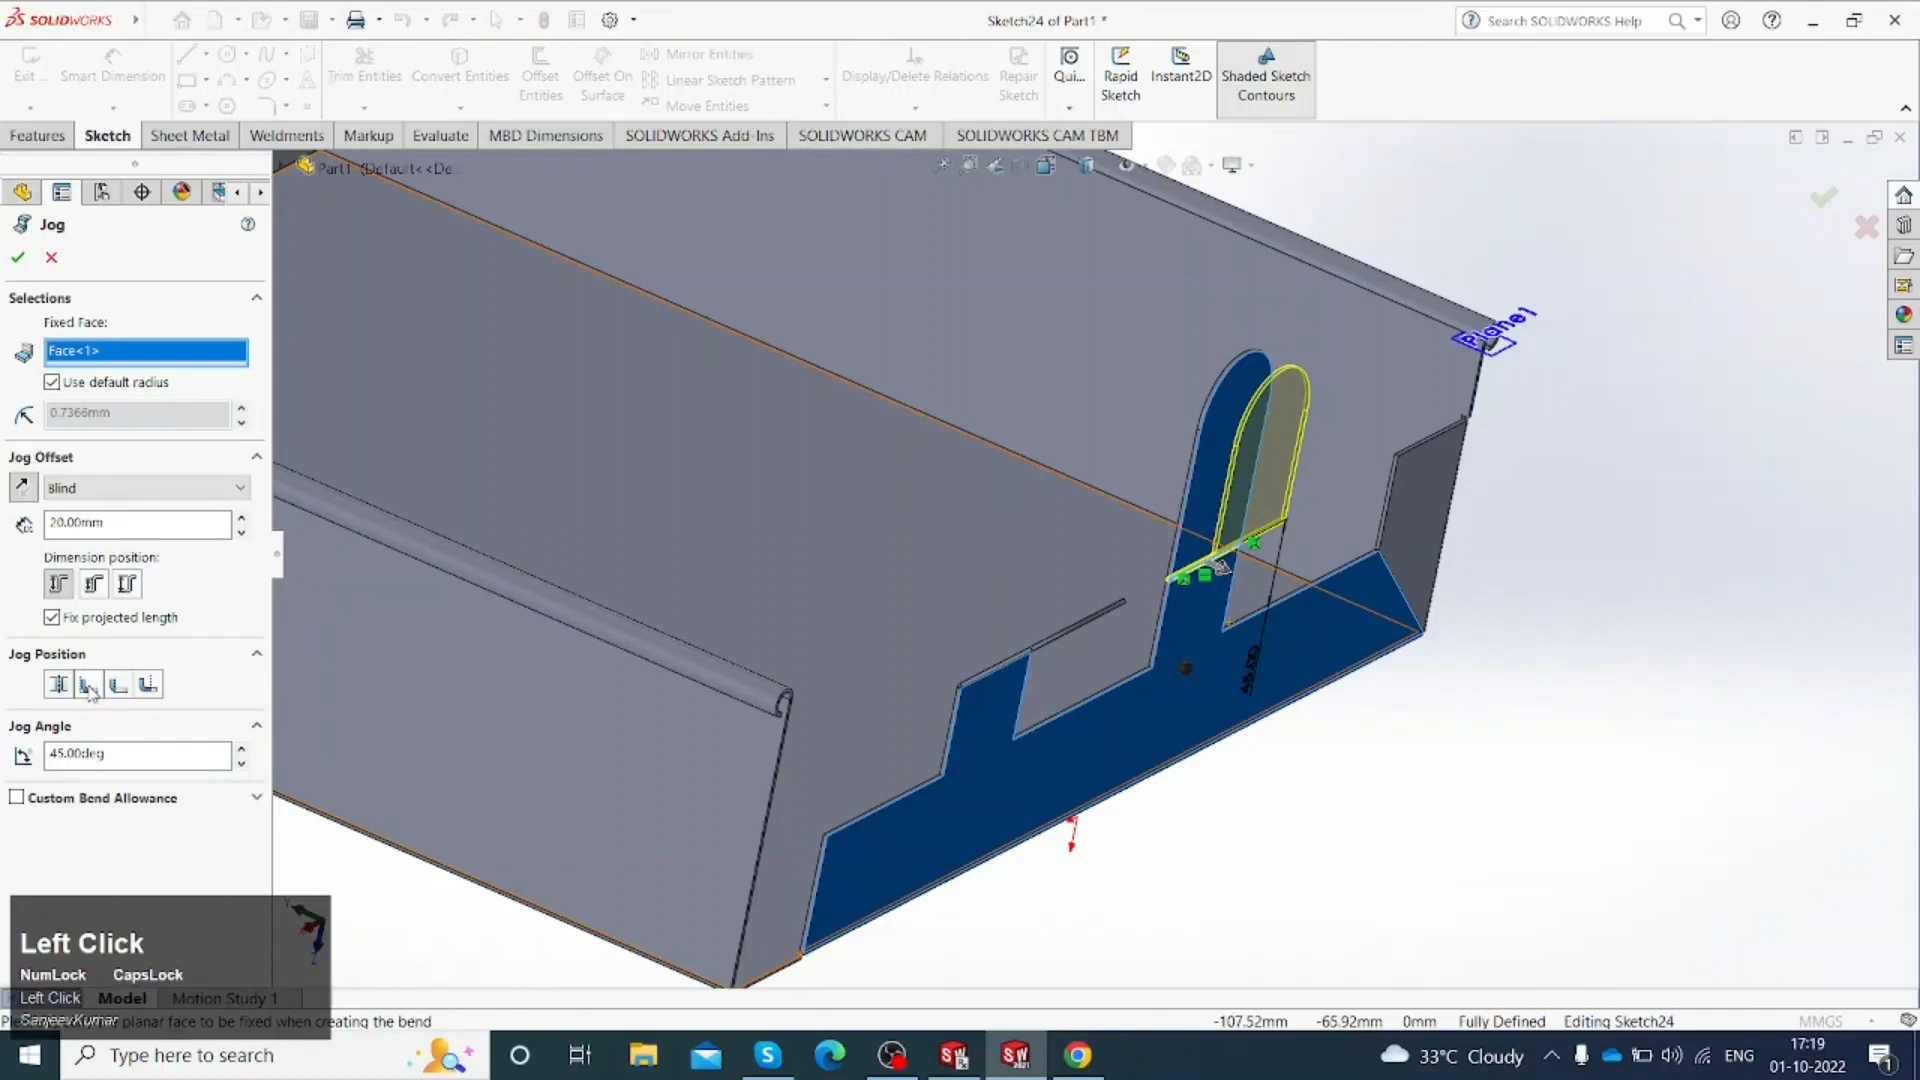 SOLIDWORKS
Sketch24 of Part1 *
Search SOLIDWORKS Help
Exit ...
Smart Dimension
Trim Entities
Convert Entities
Offset Entities
Offset On Surface
Mirror Entities
Linear Sketch Pattern
Move Entities
Display/Delete Relations
Repair Sketch
Qui...
Rapid Sketch
Instant2D
Shaded Sketch Contours
Features
Sketch
Sheet Metal
Weldments
Markup
Evaluate
MBD Dimensions
SOLIDWORKS Add-Ins
SOLIDWORKS CAM
SOLIDWORKS CAM TBM
Part1 (Default<<De...
Jog
Selections
Fixed Face:
Face<1>
Use default radius
0.7366mm
Jog Offset
Blind
20.00mm
Dimension position:
Fix projected length
Jog Position
Jog Angle
45.00deg
Custom Bend Allowance
Plane1
Left Click
NumLock CapsLock
Left Click
SanjeevKumar
Model
Motion Study 1
planar face to be fixed when creating the bend
-107.52mm -65.92mm 0mm Fully Defined Editing Sketch24 MMGS
Type here to search
33°C Cloudy
ENG
17:19
01-10-2022
1